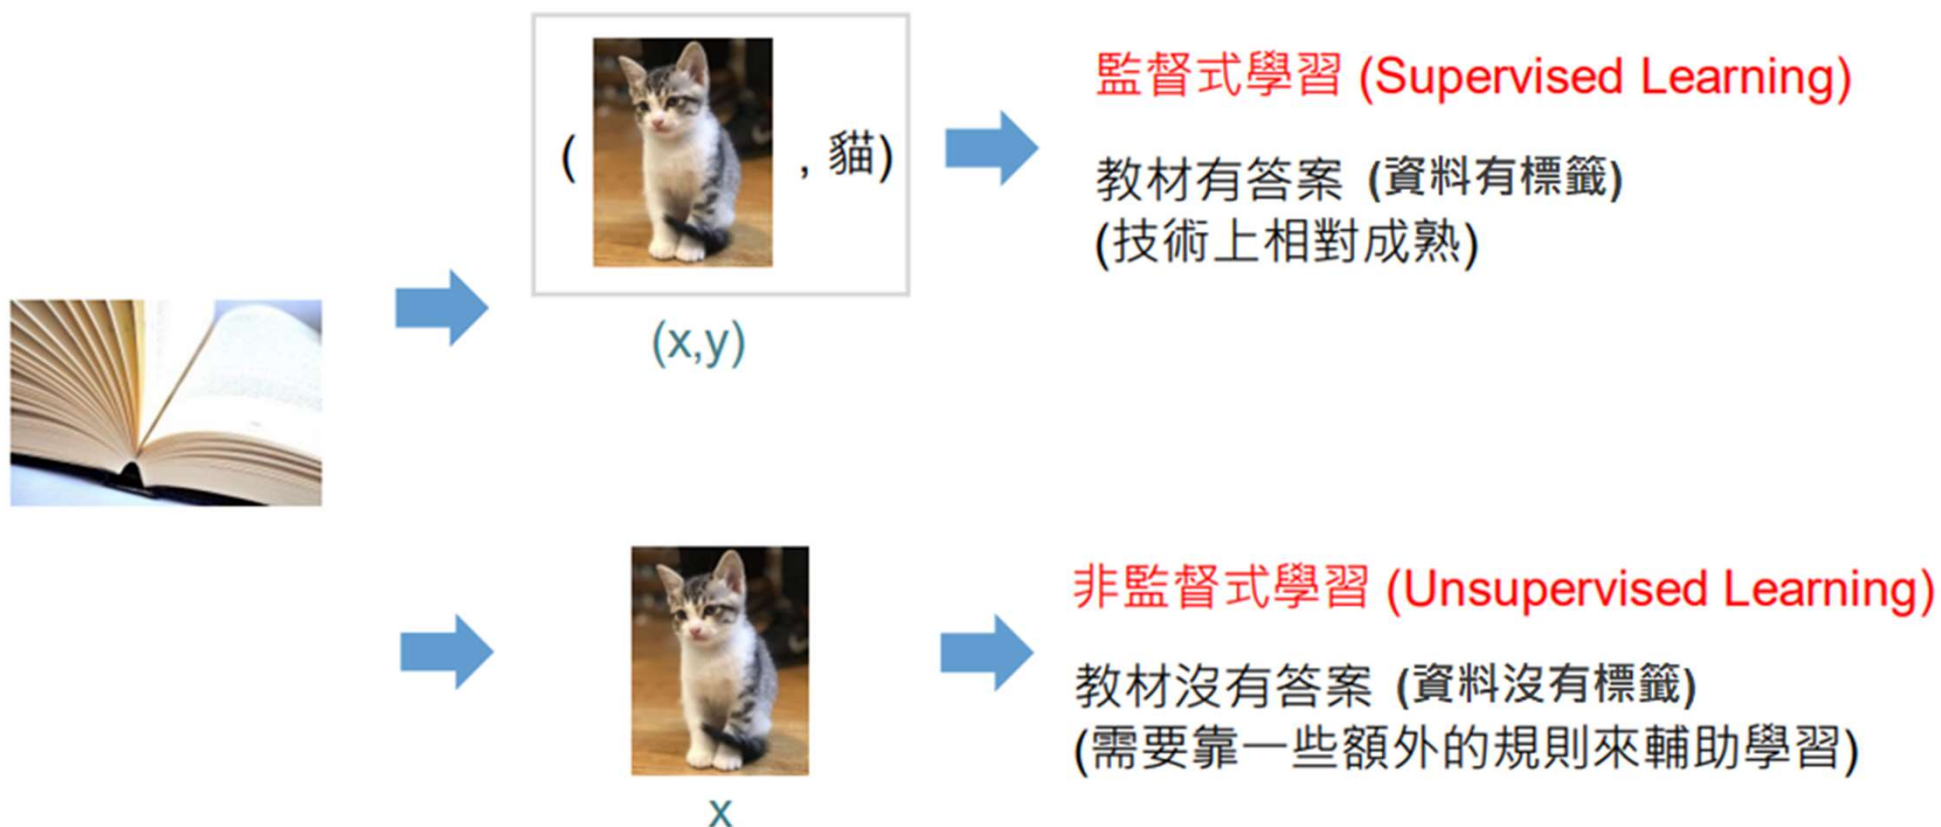 ( , 貓)
(x,y)
監督式學習 (Supervised Learning)
教材有答案 (資料有標籤)
(技術上相對成熟)
x
非監督式學習 (Unsupervised Learning)
教材沒有答案 (資料沒有標籤)
(需要靠一些額外的規則來輔助學習)